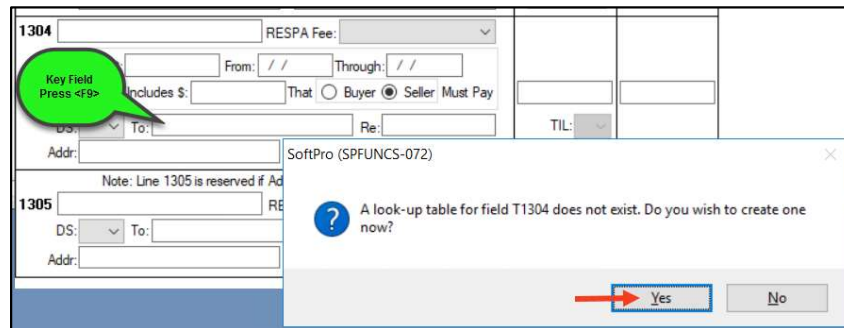 1304 RESPA Fee:
From: / / Through: / /
Key Field
Press <F9>
Includes $: That Buyer Seller Must Pay
DS: To: Re: TIL:
Addr:
Note: Line 1305 is reserved if Ad
1305 RE
DS: To:
Addr:
SoftPro (SPFUNCS-072)
A look-up table for field T1304 does not exist. Do you wish to create one
now?
Yes No